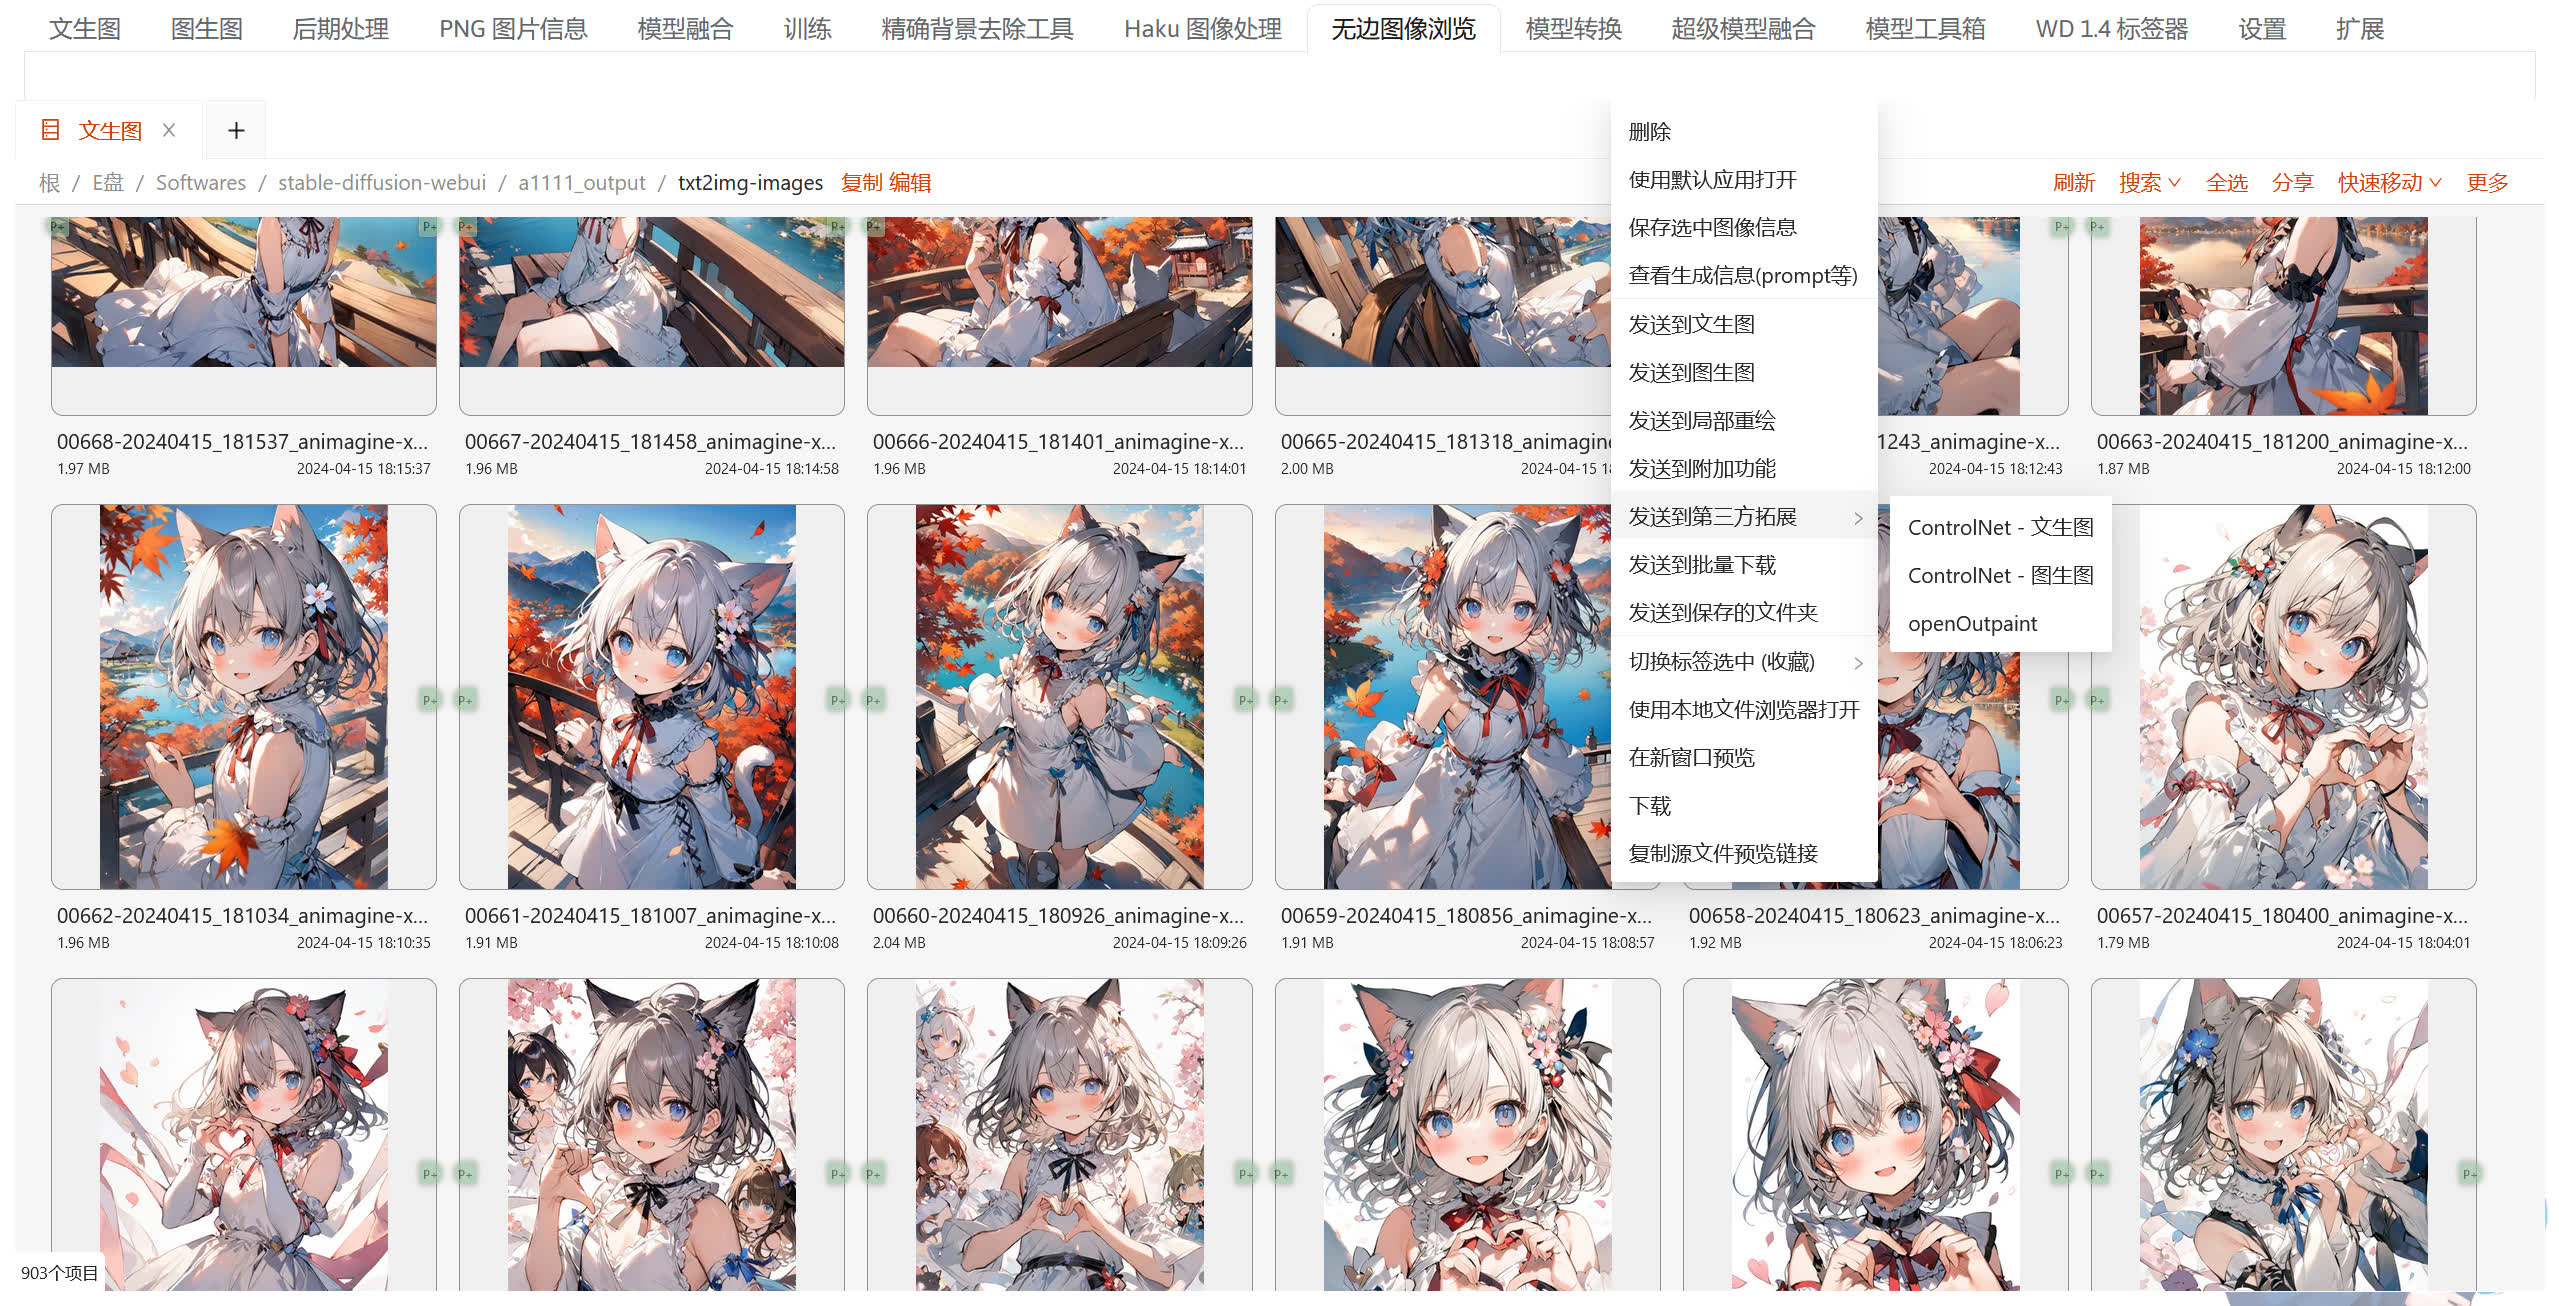 文生图 图生图 后期处理 PNG 图片信息 模型融合 训练 精确背景去除工具 Haku 图像处理 无边图像浏览 模型转换 超级模型融合 模型工具箱 WD 1.4 标签器 设置 扩展
文生图 × +
根 / E盘 / Softwares / stable-diffusion-webui / a1111_output / txt2img-images 复制 编辑
刷新 搜索 全选 分享 快速移动 更多
P+ P+ P+ P+ P+ P+ P+
00668-20240415_181537_animagine-x... 00667-20240415_181458_animagine-x... 00666-20240415_181401_animagine-x... 00665-20240415_181318_animagin 1243_animagine-x... 00663-20240415_181200_animagine-x...
1.97 MB 2024-04-15 18:15:37 1.96 MB 2024-04-15 18:14:58 1.96 MB 2024-04-15 18:14:01 2.00 MB 2024-04-15 18 2024-04-15 18:12:43 1.87 MB 2024-04-15 18:12:00
P+ P+ P+ P+ P+ P+ P+ P+
00662-20240415_181034_animagine-x... 00661-20240415_181007_animagine-x... 00660-20240415_180926_animagine-x... 00659-20240415_180856_animagine-x... 00658-20240415_180623_animagine-x... 00657-20240415_180400_animagine-x...
1.96 MB 2024-04-15 18:10:35 1.91 MB 2024-04-15 18:10:08 2.04 MB 2024-04-15 18:09:26 1.91 MB 2024-04-15 18:08:57 1.92 MB 2024-04-15 18:06:23 1.79 MB 2024-04-15 18:04:01
P+ P+ P+ P+ P+ P+ P+ P+ P+
903个项目
删除
使用默认应用打开
保存选中图像信息
查看生成信息(prompt等)
发送到文生图
发送到图生图
发送到局部重绘
发送到附加功能
发送到第三方拓展
发送到批量下载
发送到保存的文件夹
切换标签选中 (收藏)
使用本地文件浏览器打开
在新窗口预览
下载
复制源文件预览链接
ControlNet - 文生图
ControlNet - 图生图
openOutpaint